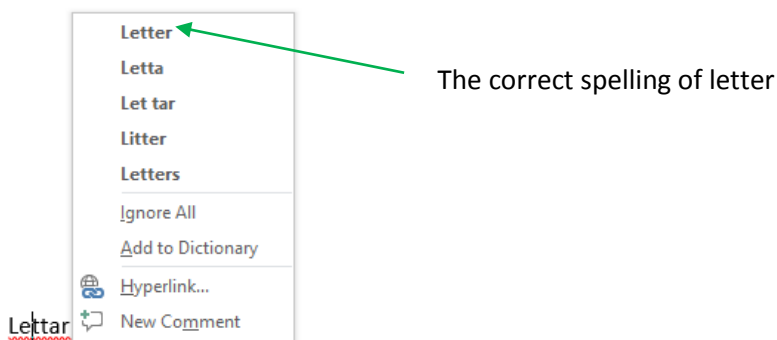 Letter
The correct spelling of letter
Letta
Let tar
Litter
Letters
Ignore All
Add to Dictionary
Hyperlink...
Lettar
New Comment